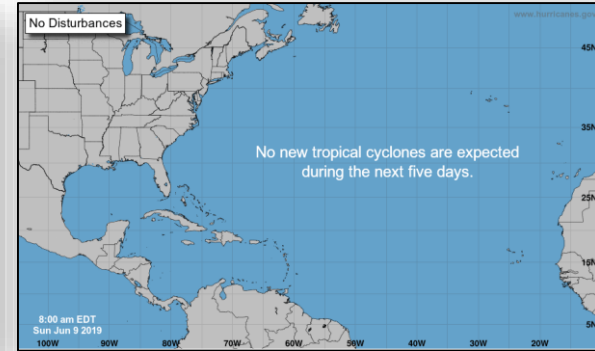 No Disturbances
www.hurricanes.gov
45N
No new tropical cyclones are expected
during the next five days.
35N
25N
15N
8:00 am EDT
Sun Jun 9 2019
5N
100W 90W 80W 70W 60W 50W 40W 30W 20W